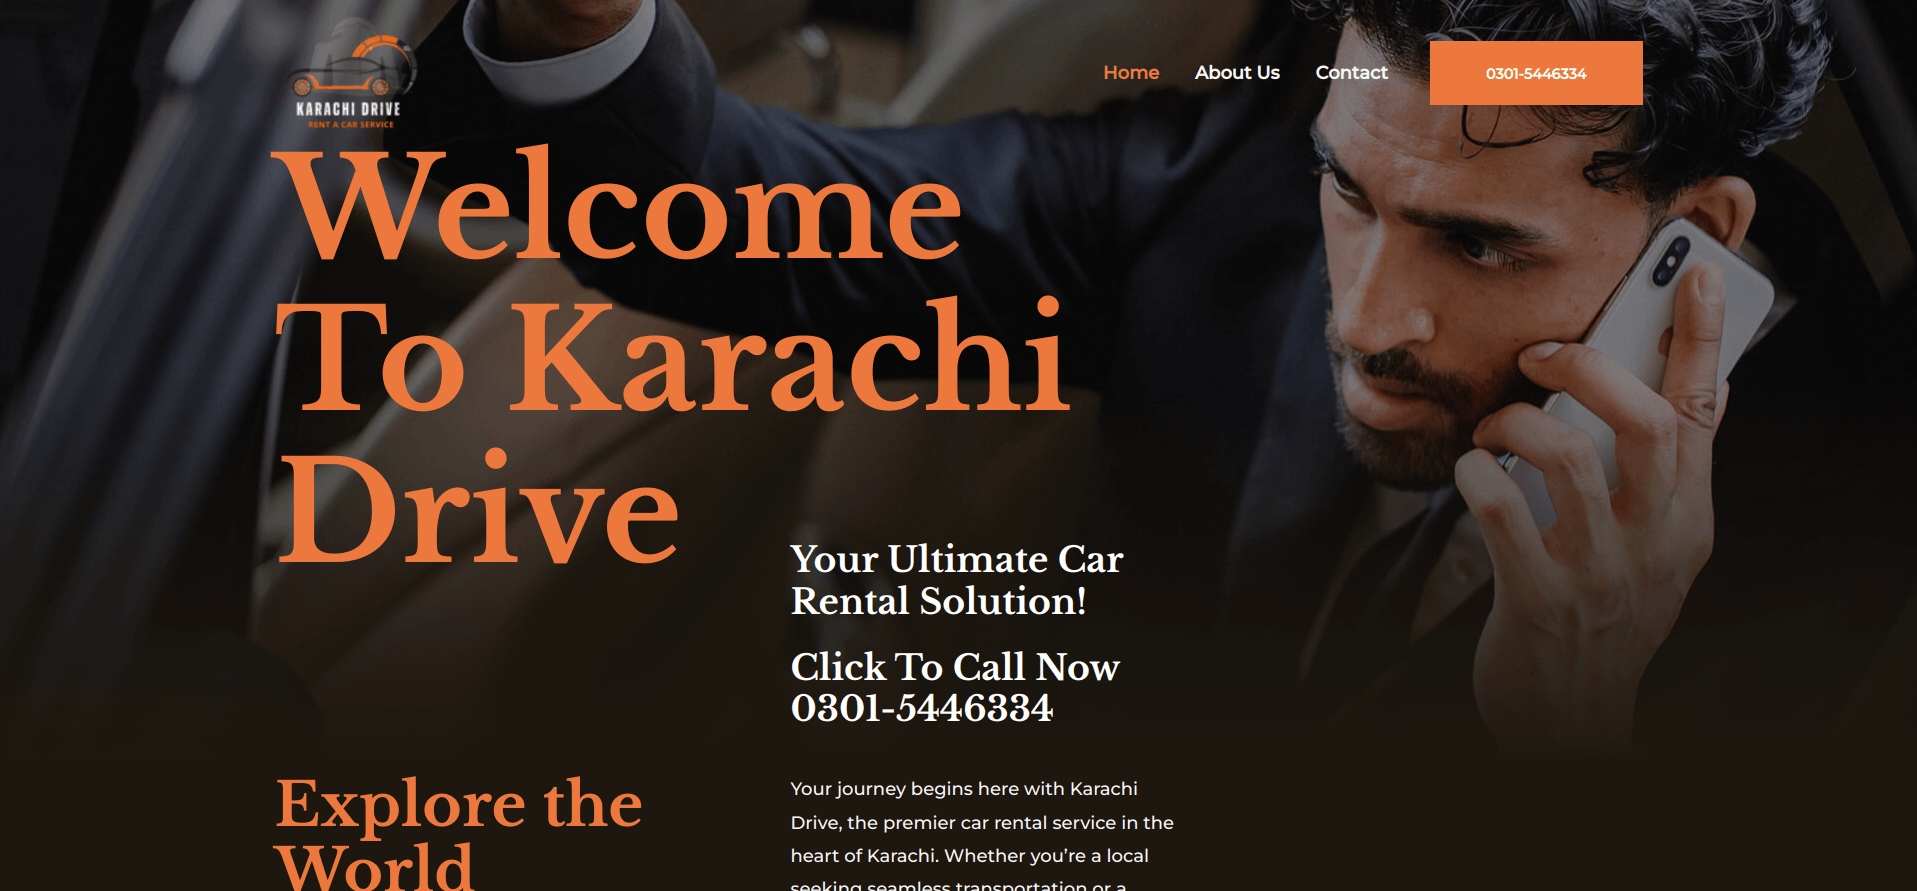 KARACHI DRIVE
RENT A CAR SERVICE
Home
About Us
Contact
0301-5446334
Welcome
To Karachi
Drive
Your Ultimate Car
Rental Solution!
Click To Call Now
0301-5446334
Explore the
World
Your journey begins here with Karachi
Drive, the premier car rental service in the
heart of Karachi. Whether you’re a local
seeking seamless transportation or a